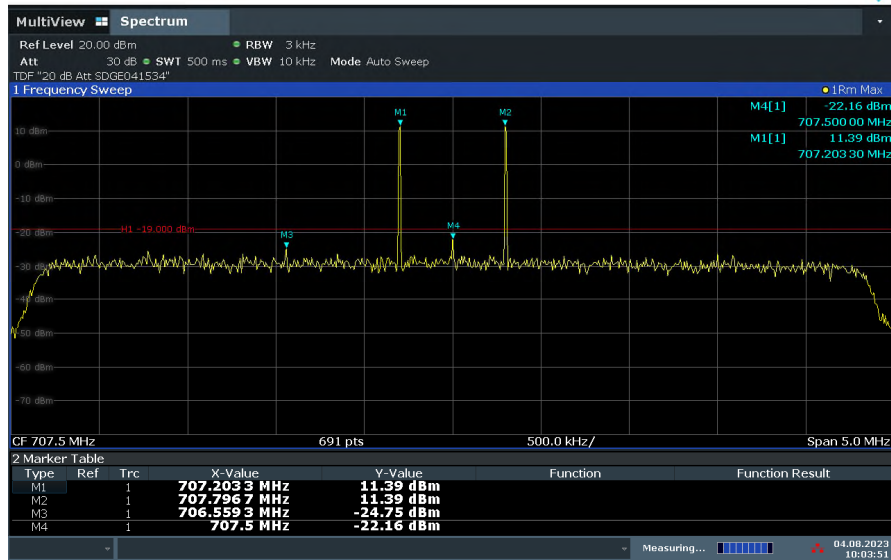 MultiView Spectrum
Ref Level 20.00 dBm RBW 3 kHz
Att 30 dB SWT 500 ms VBW 10 kHz Mode Auto Sweep
TDF "20 dB Att SDGE041534"
1 Frequency Sweep 1Rm Max
M4[1] -22.16 dBm
707.500 00 MHz
M1[1] 11.39 dBm
707.203 30 MHz
M1 M2
10 dBm
0 dBm
-10 dBm
H1 -19.000 dBm
M4
-20 dBm
M3
-30 dBm
-40 dBm
-50 dBm
-60 dBm
-70 dBm
CF 707.5 MHz 691 pts 500.0 kHz/ Span 5.0 MHz
2 Marker Table
Type Ref Trc X-Value Y-Value Function Function Result
M1 1 707.203 3 MHz 11.39 dBm
M2 1 707.796 7 MHz 11.39 dBm
M3 1 706.559 3 MHz -24.75 dBm
M4 1 707.5 MHz -22.16 dBm
Measuring... 04.08.2023
10:03:51